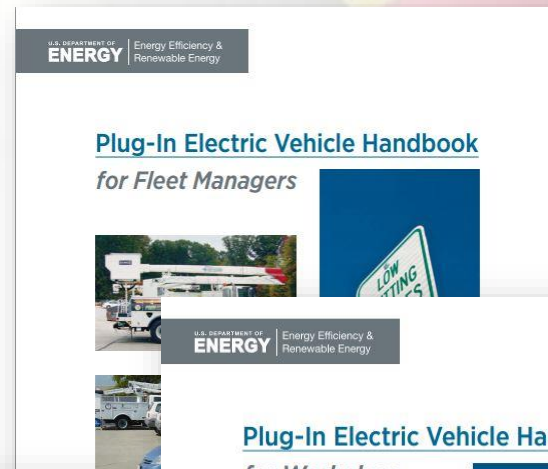 U.S. DEPARTMENT OF
ENERGY
Energy Efficiency &
Renewable Energy
Plug-In Electric Vehicle Handbook
for Fleet Managers
LOW
U.S. DEPARTMENT OF
ENERGY
Energy Efficiency &
Renewable Energy
Plug-In Electric Vehicle Ha